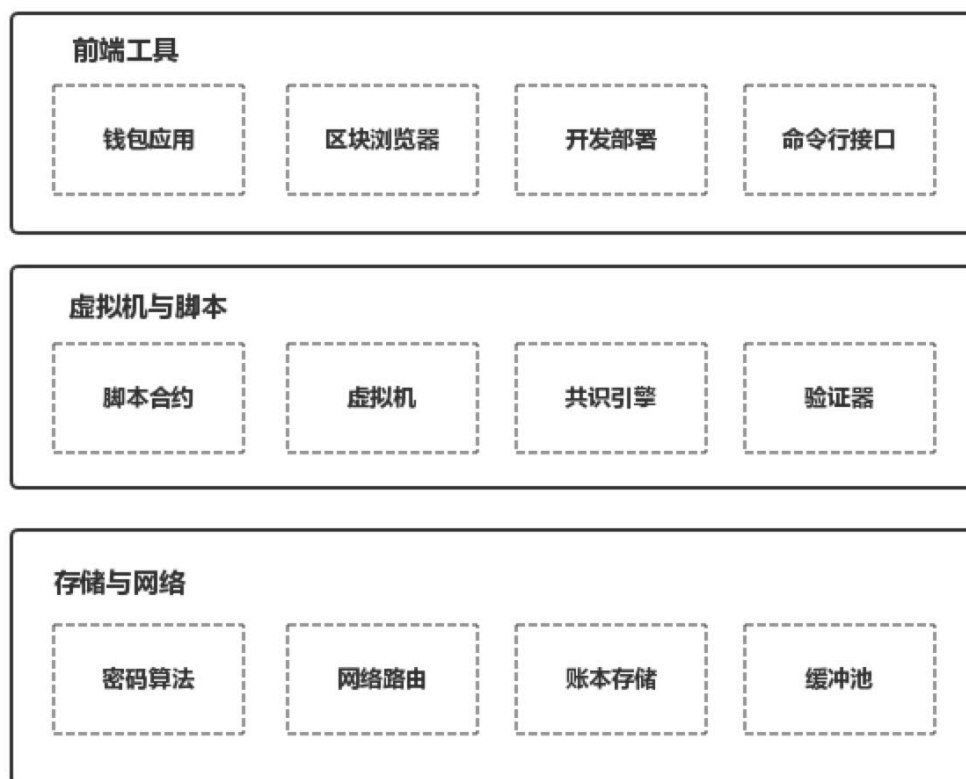 前端工具
钱包应用 区块浏览器 开发部署 命令行接口
虚拟机与脚本
脚本合约 虚拟机 共识引擎 验证器
存储与网络
密码算法 网络路由 账本存储 缓冲池